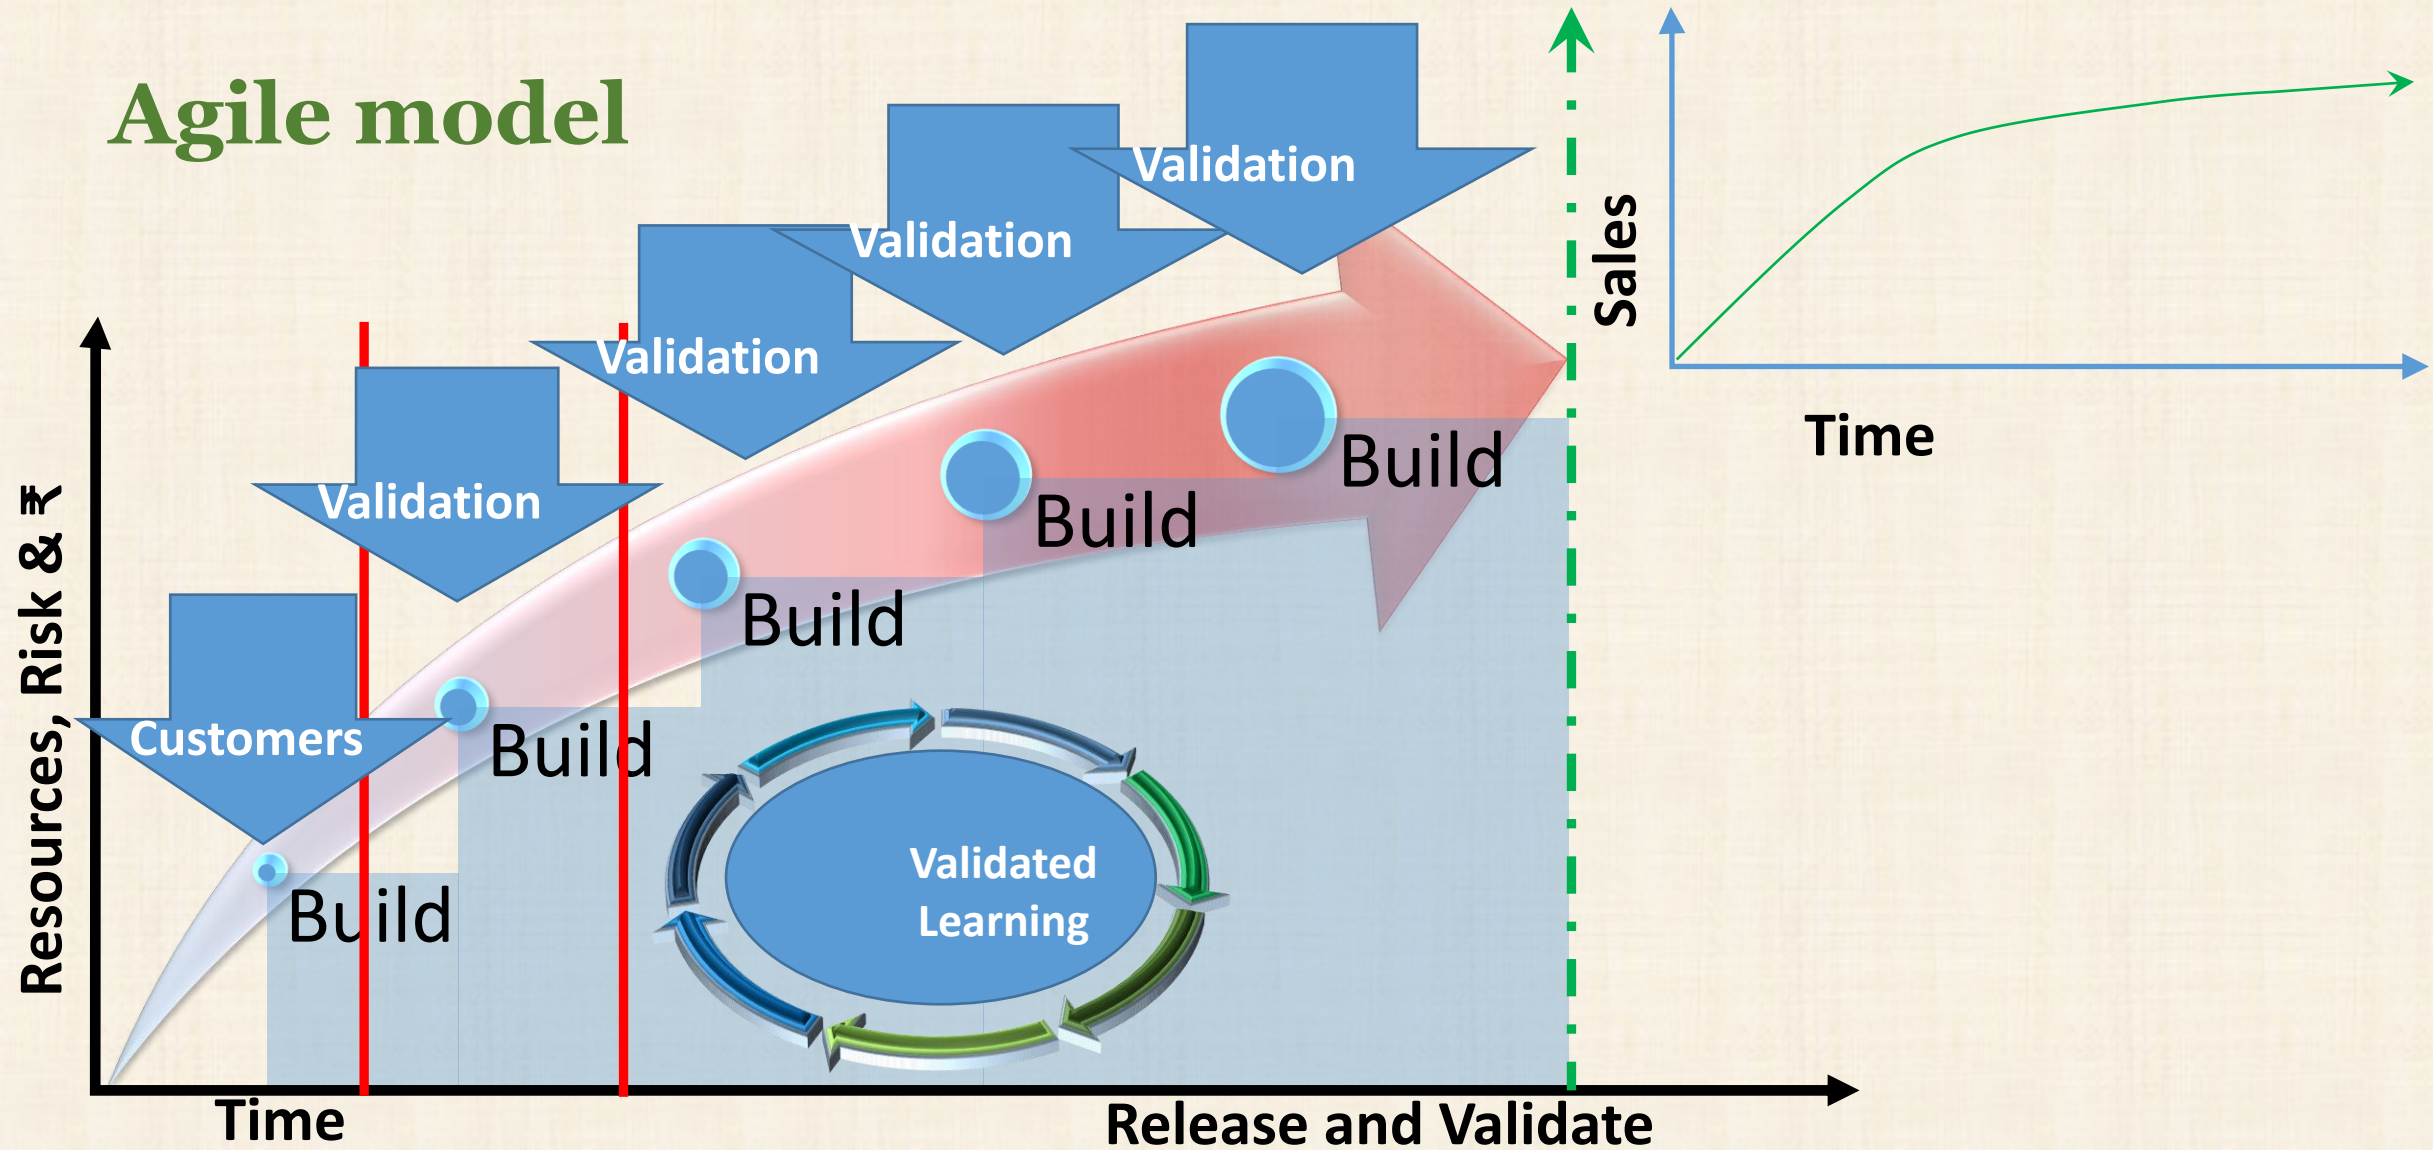 Agile model
Validation
Validation
Validation
Validation
Customers
Build
Build
Build
Build
Build
Validated
Learning
Resources, Risk & ₹
Time
Release and Validate
Sales
Time